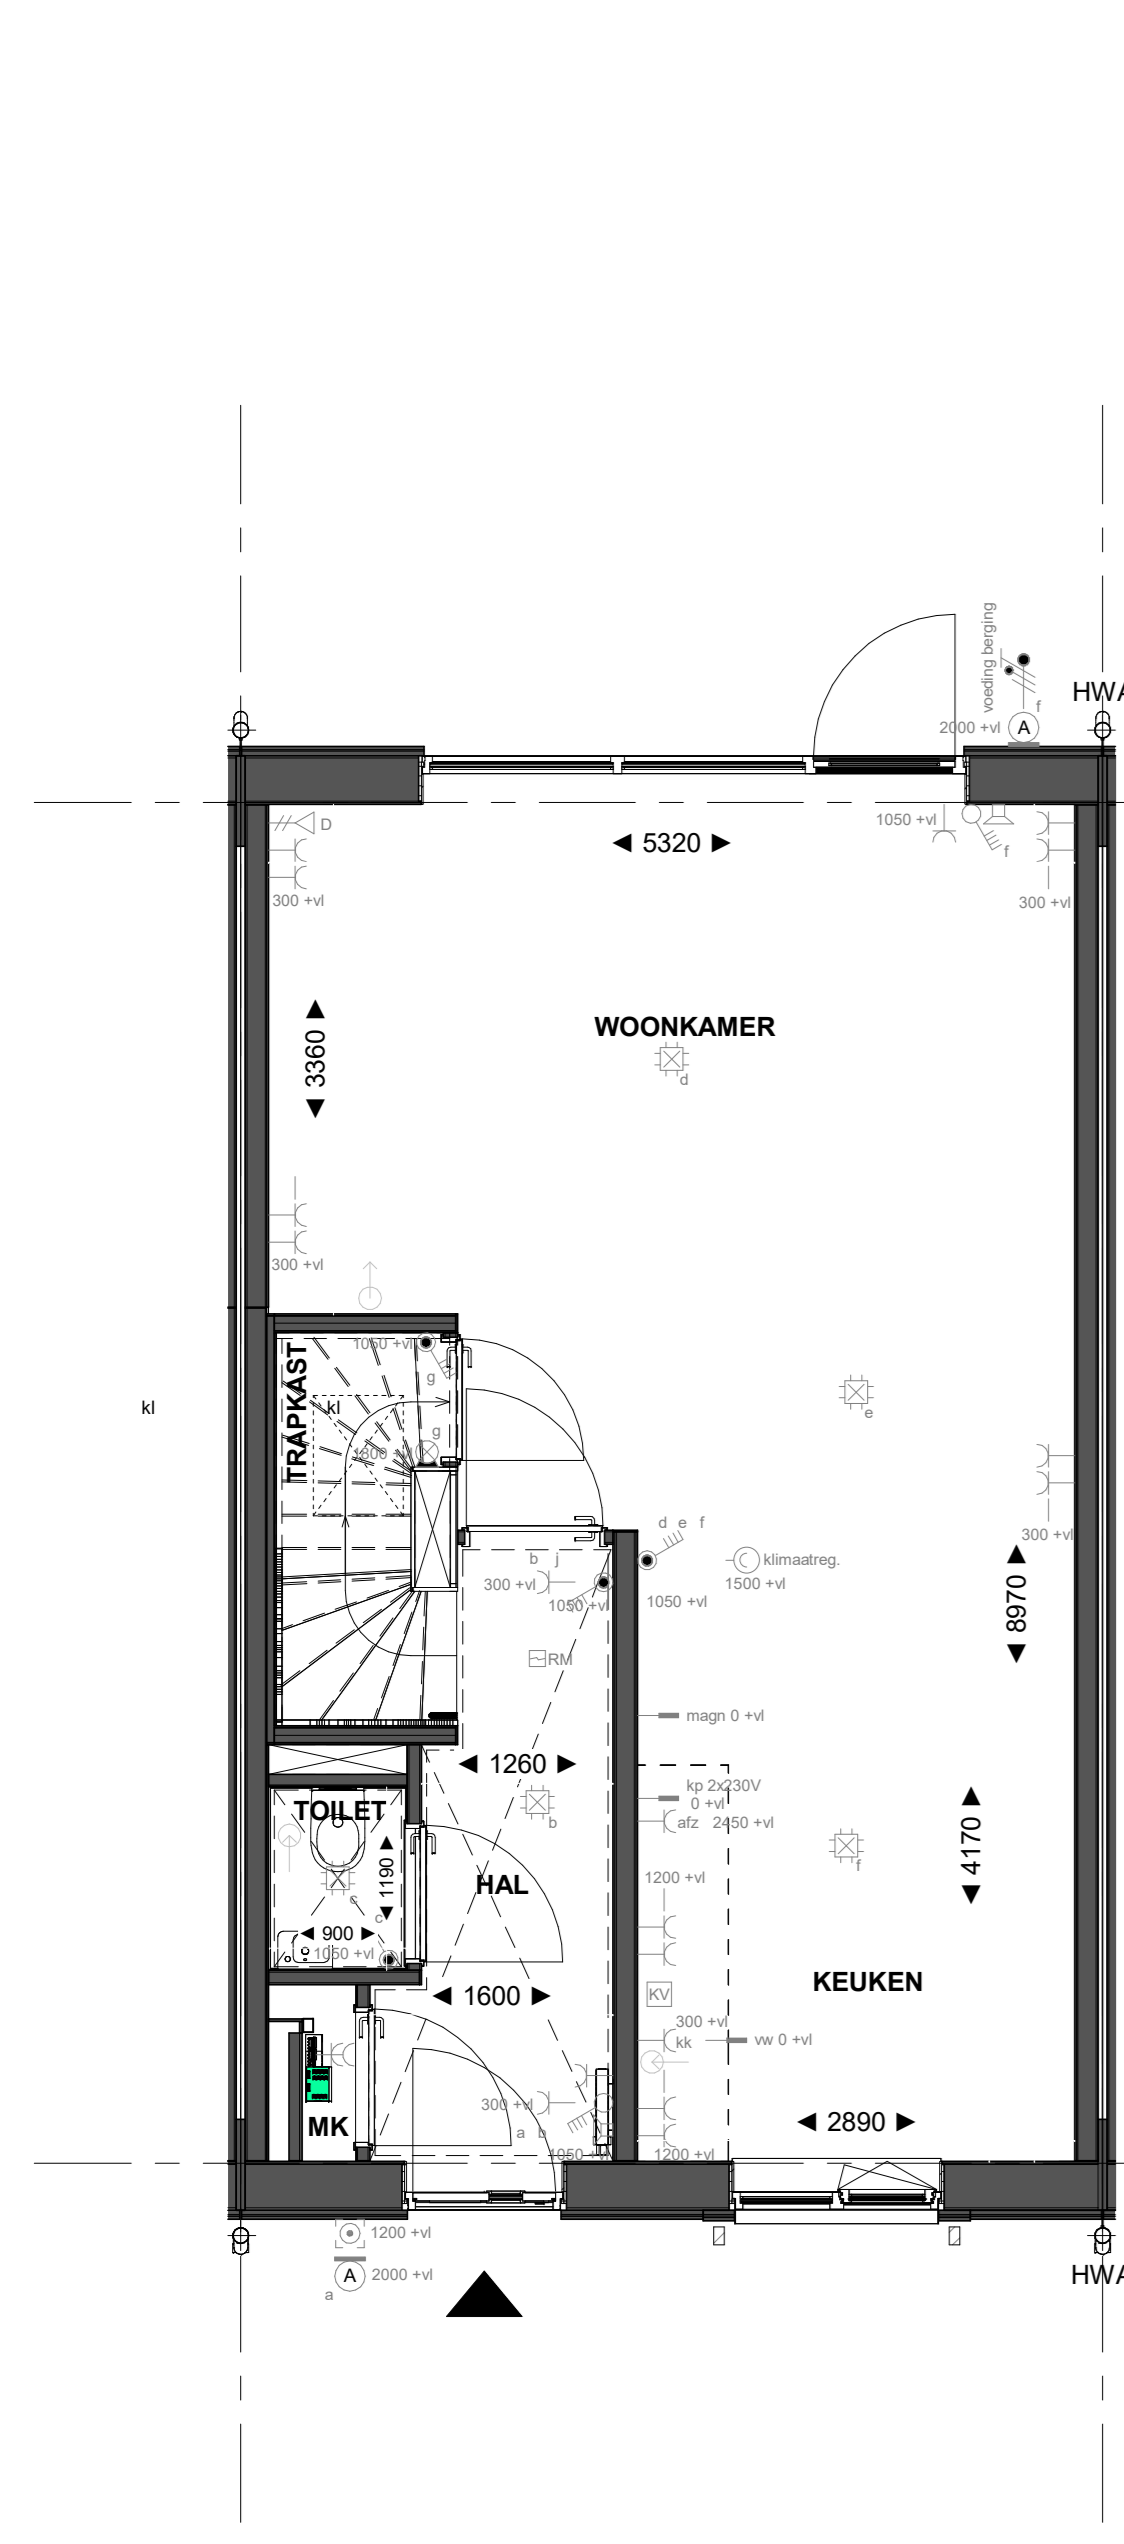 voeding berging
HWA
f
2000 +vl
A
D
1050 +vl
f
5320
300 +vl
300 +vl
WOONKAMER
d
3360
300 +vl
TRAPKAST
1050 +vl
g
kl
kl
g
e
d e f
300 +vl
b j
klimaatreg.
300 +vl
1500 +vl
1050 +vl
1050 +vl
8970
RM
magn 0 +vl
1260
kp 2x230V
0 +vl
b
afz 2450 +vl
TOILET
4170
f
1190
1200 +vl
HAL
c
c
900
1050 +vl
KEUKEN
1600
KV
300 +vl
kk
vw 0 +vl
300 +vl
MK
a b
2890
1050 +vl
1200 +vl
1200 +vl
A
2000 +vl
a
HWA